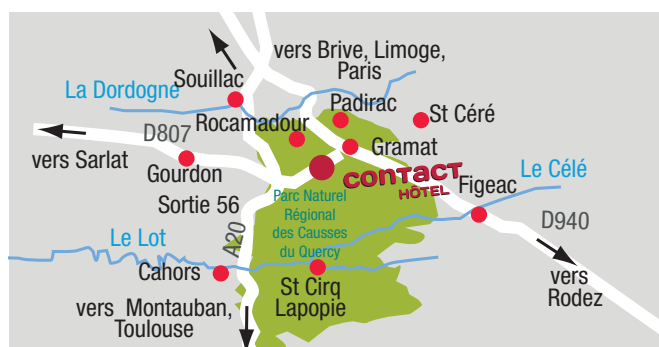 vers Brive, Limoge,
Paris
Souillac
La Dordogne
Padirac
St Céré
Rocamadour
D807
Gramat
vers Sarlat
Gourdon
contact
HÔTEL
Le Célé
Figeac
Sortie 56
Parc Naturel
Régional
des Causses
du Quercy
D940
Le Lot
A20
Cahors
St Cirq
Lapopie
vers
Rodez
vers Montauban,
Toulouse